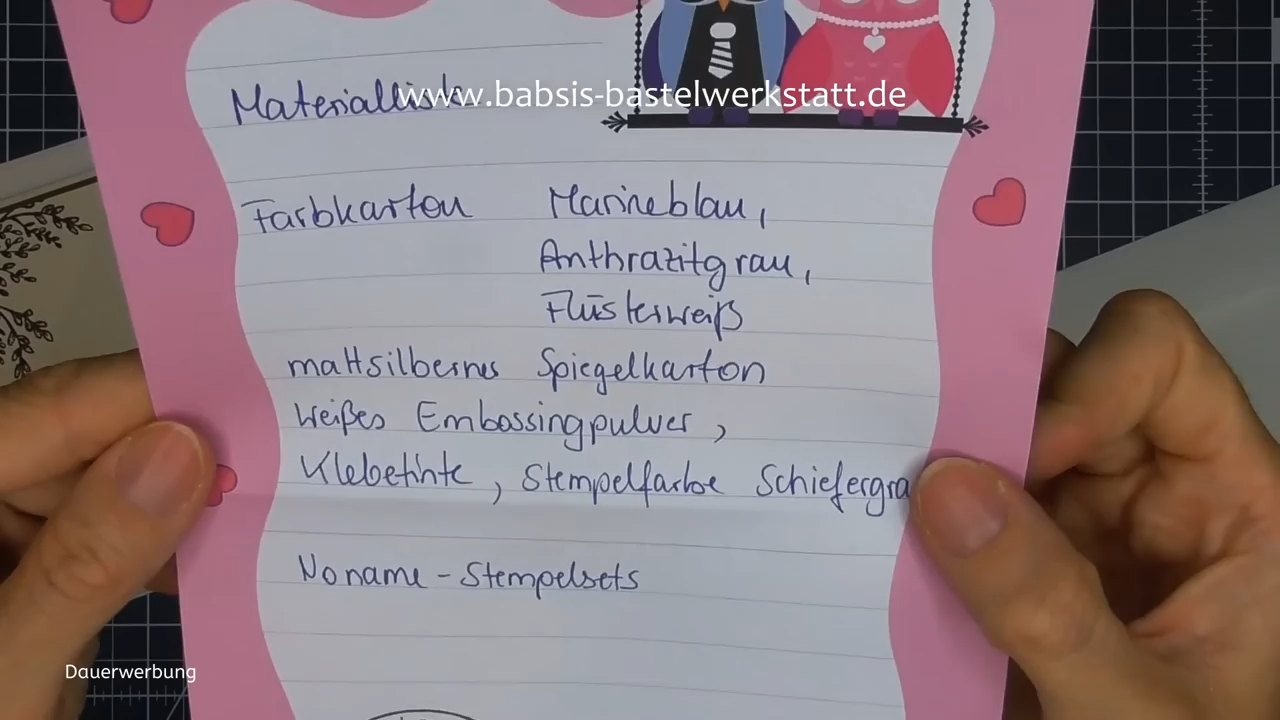 Materialliste
www.babsis-bastelwerkstatt.de
Farbkarton Marineblau,
Anthrazitgrau,
Flüsterweiß
mattsilbernes Spiegelkarton
weißes Embossingpulver,
Klebetinte, Stempelfarbe Schiefergra
Noname-Stempelsets
Dauerwerbung